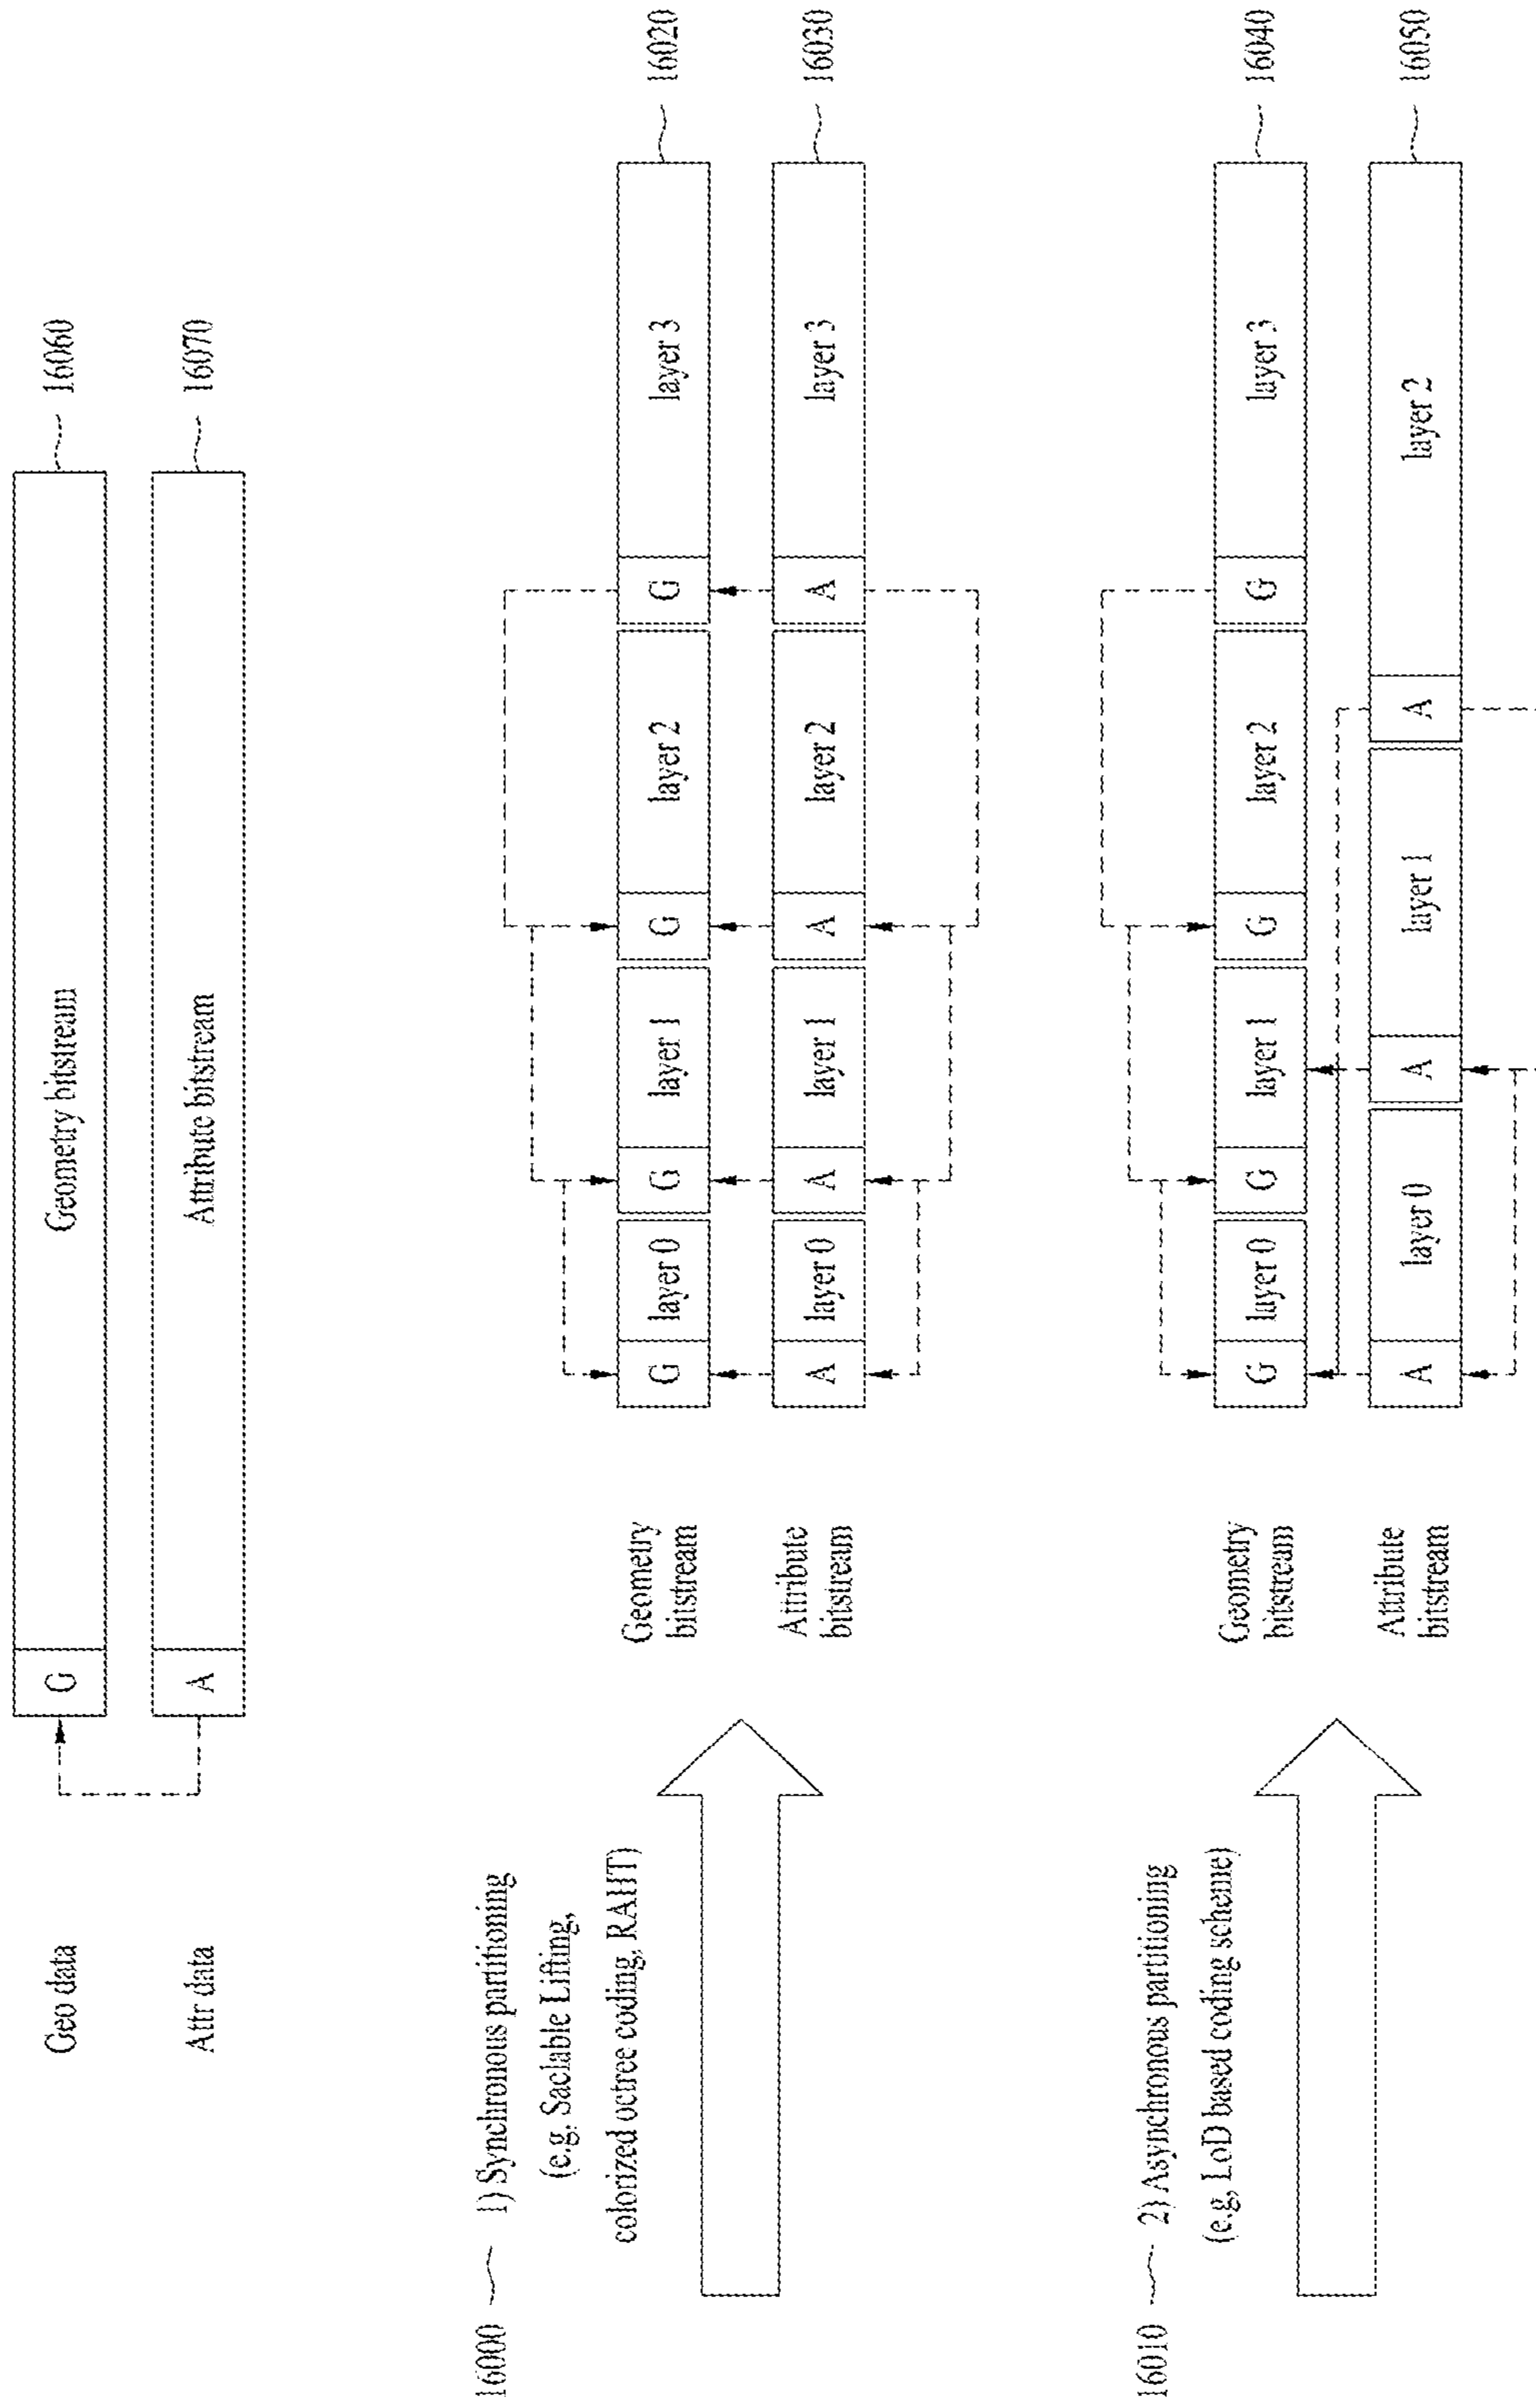 Geo data
G
Geometry bitstream
16060
Attr data
A
Attribute bitstream
16070
16000
1) Synchronous partitioning
(e.g, Saclable Lifting,
colorized octree coding, RAHT)
Geometry
bitstream
G
layer 0
G
layer 1
G
layer 2
G
layer 3
16020
Attribute
bitstream
A
layer 0
A
layer 1
A
layer 2
A
layer 3
16030
16010
2) Asynchronous partitioning
(e.g, LoD based coding scheme)
Geometry
bitstream
G
layer 0
G
layer 1
G
layer 2
G
layer 3
16040
Attribute
bitstream
A
layer 0
A
layer 1
A
layer 2
16050